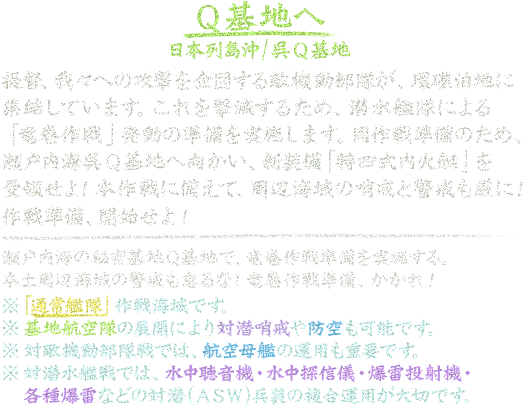 Q基地へ
日本列島沖/呉Q基地
提督、我々への攻撃を企図する敵機動部隊が、環礁泊地に
集結しています。これを撃滅するため、潜水艦隊による
「竜巻作戦」発動の準備を実施します。同作戦準備のため、
瀬戸内海呉Q基地へ向かい、新装備「特四式内火艇」を
受領せよ!本作戦に備えて、周辺海域の哨戒と警戒も厳に!
作戦準備、開始せよ!
瀬戸内海の秘密基地Q基地で、竜巻作戦準備を実施する。
本土周辺海域の警戒も怠るな!竜巻作戦準備、かかれ!
※「通常艦隊」作戦海域です。
※基地航空隊の展開により対潜哨戒や防空も可能です。
※対敵機動部隊戦では、航空母艦の運用も重要です。
※対潜水艦戦では、水中聴音機・水中探信儀・爆雷投射機・
各種爆雷などの対潜(ASW)兵装の複合運用が大切です。